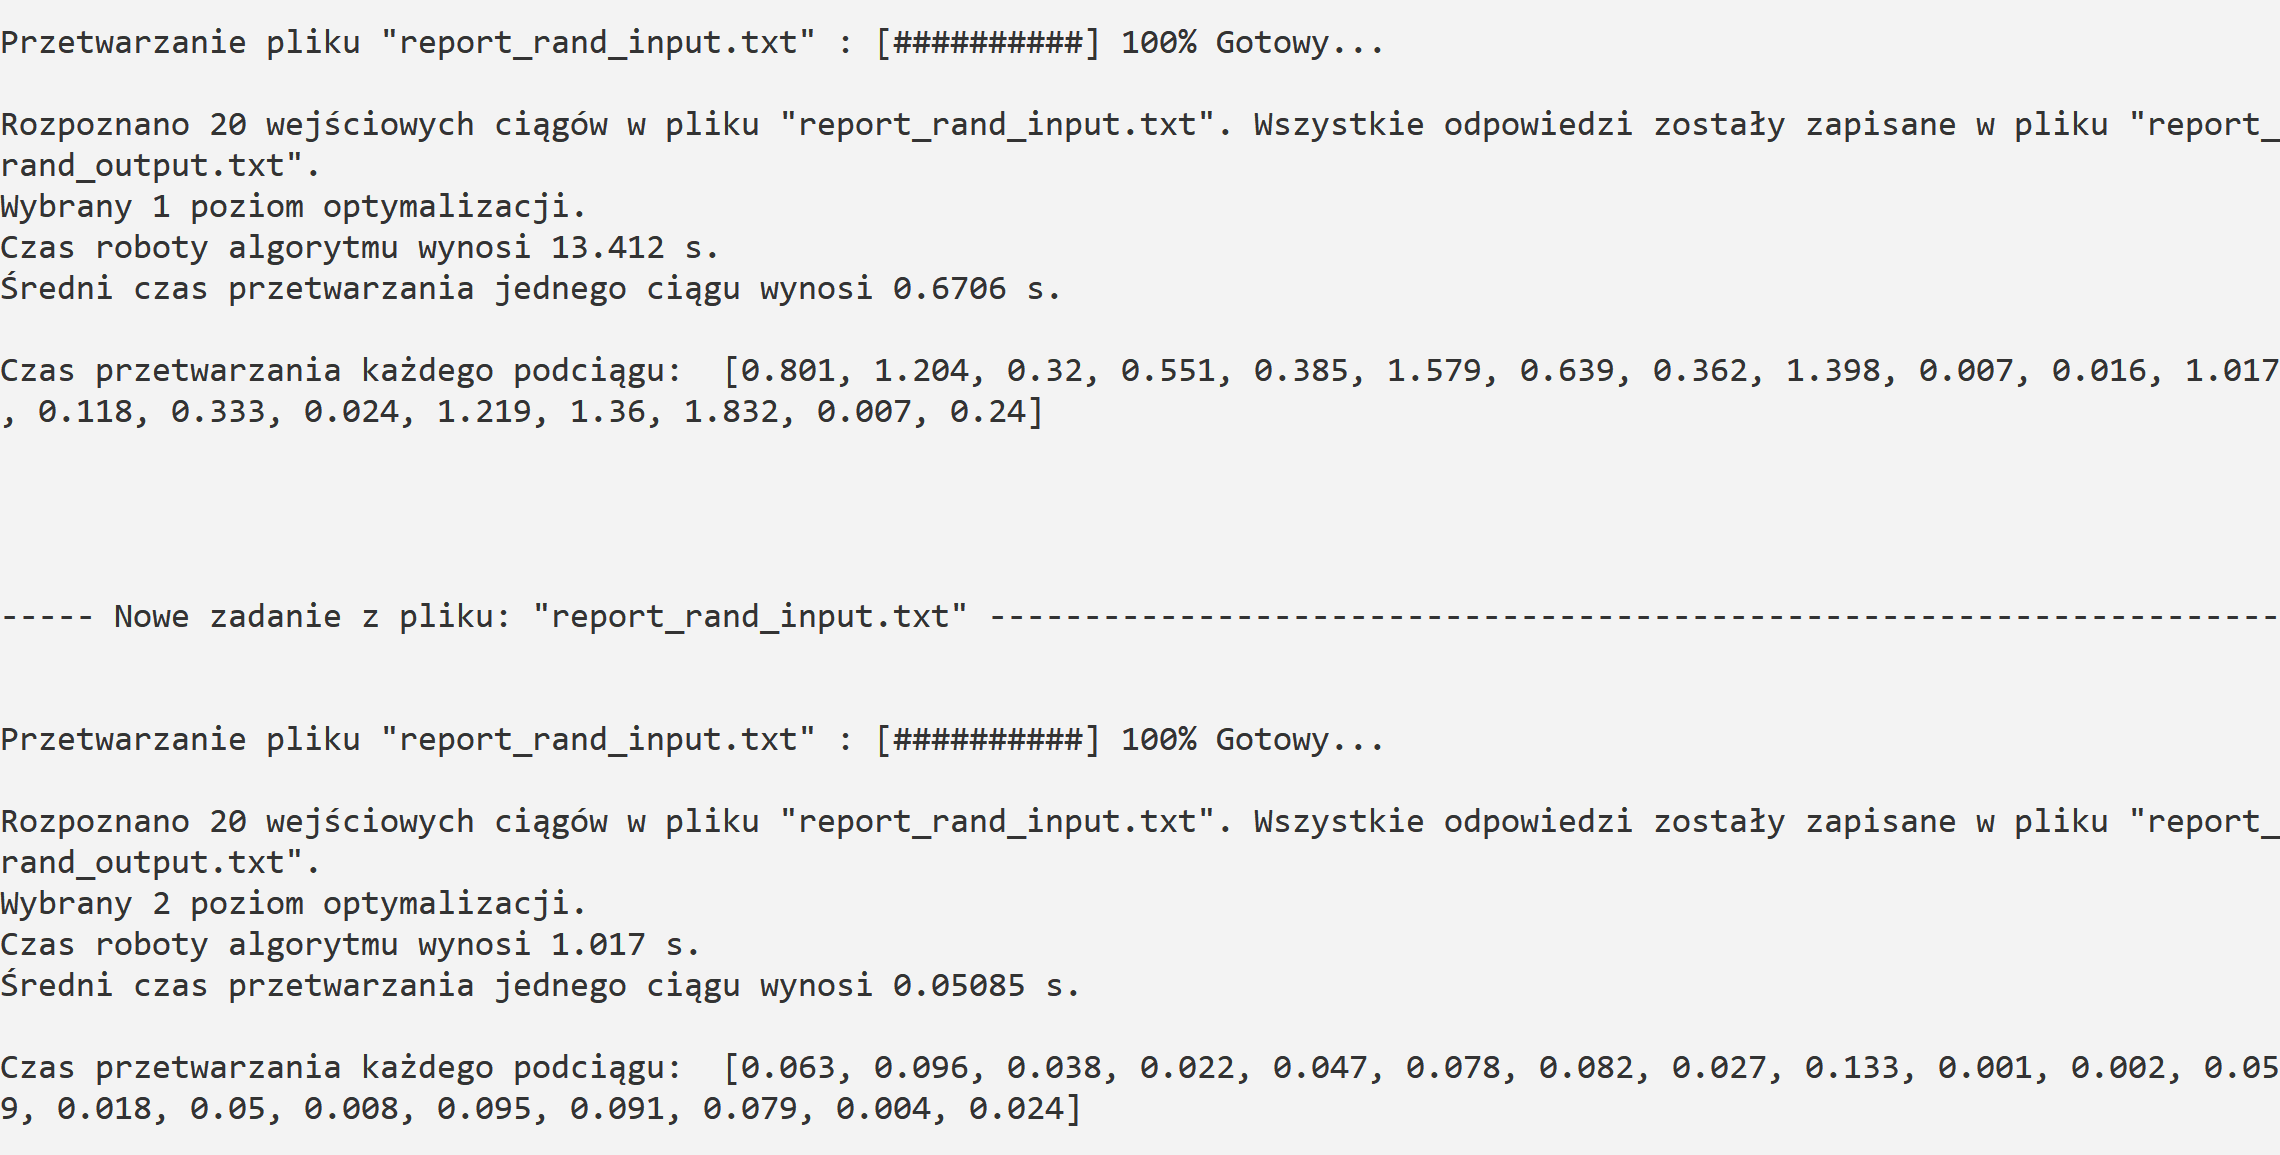 Przetwarzanie pliku "report_rand_input.txt" : [##########] 100% Gotowy...
Rozpoznano 20 wejściowych ciągów w pliku "report_rand_input.txt". Wszystkie odpowiedzi zostały zapisane w pliku "report_
rand_output.txt".
Wybrany 1 poziom optymalizacji.
Czas roboty algorytmu wynosi 13.412 s.
Średni czas przetwarzania jednego ciągu wynosi 0.6706 s.
Czas przetwarzania każdego podciągu:  [0.801, 1.204, 0.32, 0.551, 0.385, 1.579, 0.639, 0.362, 1.398, 0.007, 0.016, 1.017
, 0.118, 0.333, 0.024, 1.219, 1.36, 1.832, 0.007, 0.24]
----- Nowe zadanie z pliku: "report_rand_input.txt" --------------------------------------------------------------------
Przetwarzanie pliku "report_rand_input.txt" : [##########] 100% Gotowy...
Rozpoznano 20 wejściowych ciągów w pliku "report_rand_input.txt". Wszystkie odpowiedzi zostały zapisane w pliku "report_
rand_output.txt".
Wybrany 2 poziom optymalizacji.
Czas roboty algorytmu wynosi 1.017 s.
Średni czas przetwarzania jednego ciągu wynosi 0.05085 s.
Czas przetwarzania każdego podciągu:  [0.063, 0.096, 0.038, 0.022, 0.047, 0.078, 0.082, 0.027, 0.133, 0.001, 0.002, 0.05
9, 0.018, 0.05, 0.008, 0.095, 0.091, 0.079, 0.004, 0.024]